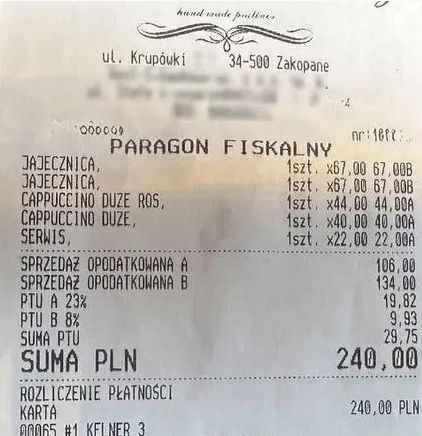 hand made pralines
ul. Krupówki 34-500 Zakopane
PARAGON FISKALNY
JAJECZNICA, 1szt. x67,00 67,00B
JAJECZNICA, 1szt. x67,00 67,00B
CAPPUCCINO DUZE ROS, 1szt. x44,00 44,00A
CAPPUCCINO DUZE, 1szt. x40,00 40,00A
SERWIS, 1szt. x22,00 22,00A
SPRZEDAŻ OPODATKOWANA A 106,00
SPRZEDAŻ OPODATKOWANA B 134,00
PTU A 23% 19,82
PTU B 8% 9,93
SUMA PTU 29,75
SUMA PLN 240,00
ROZLICZENIE PŁATNOŚCI
KARTA 240,00 PLN
00065 #1 KELNER 3